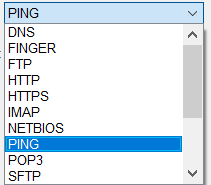 PING
DNS
FINGER
FTP
HTTP
HTTPS
IMAP
NETBIOS
PING
POP3
SFTP